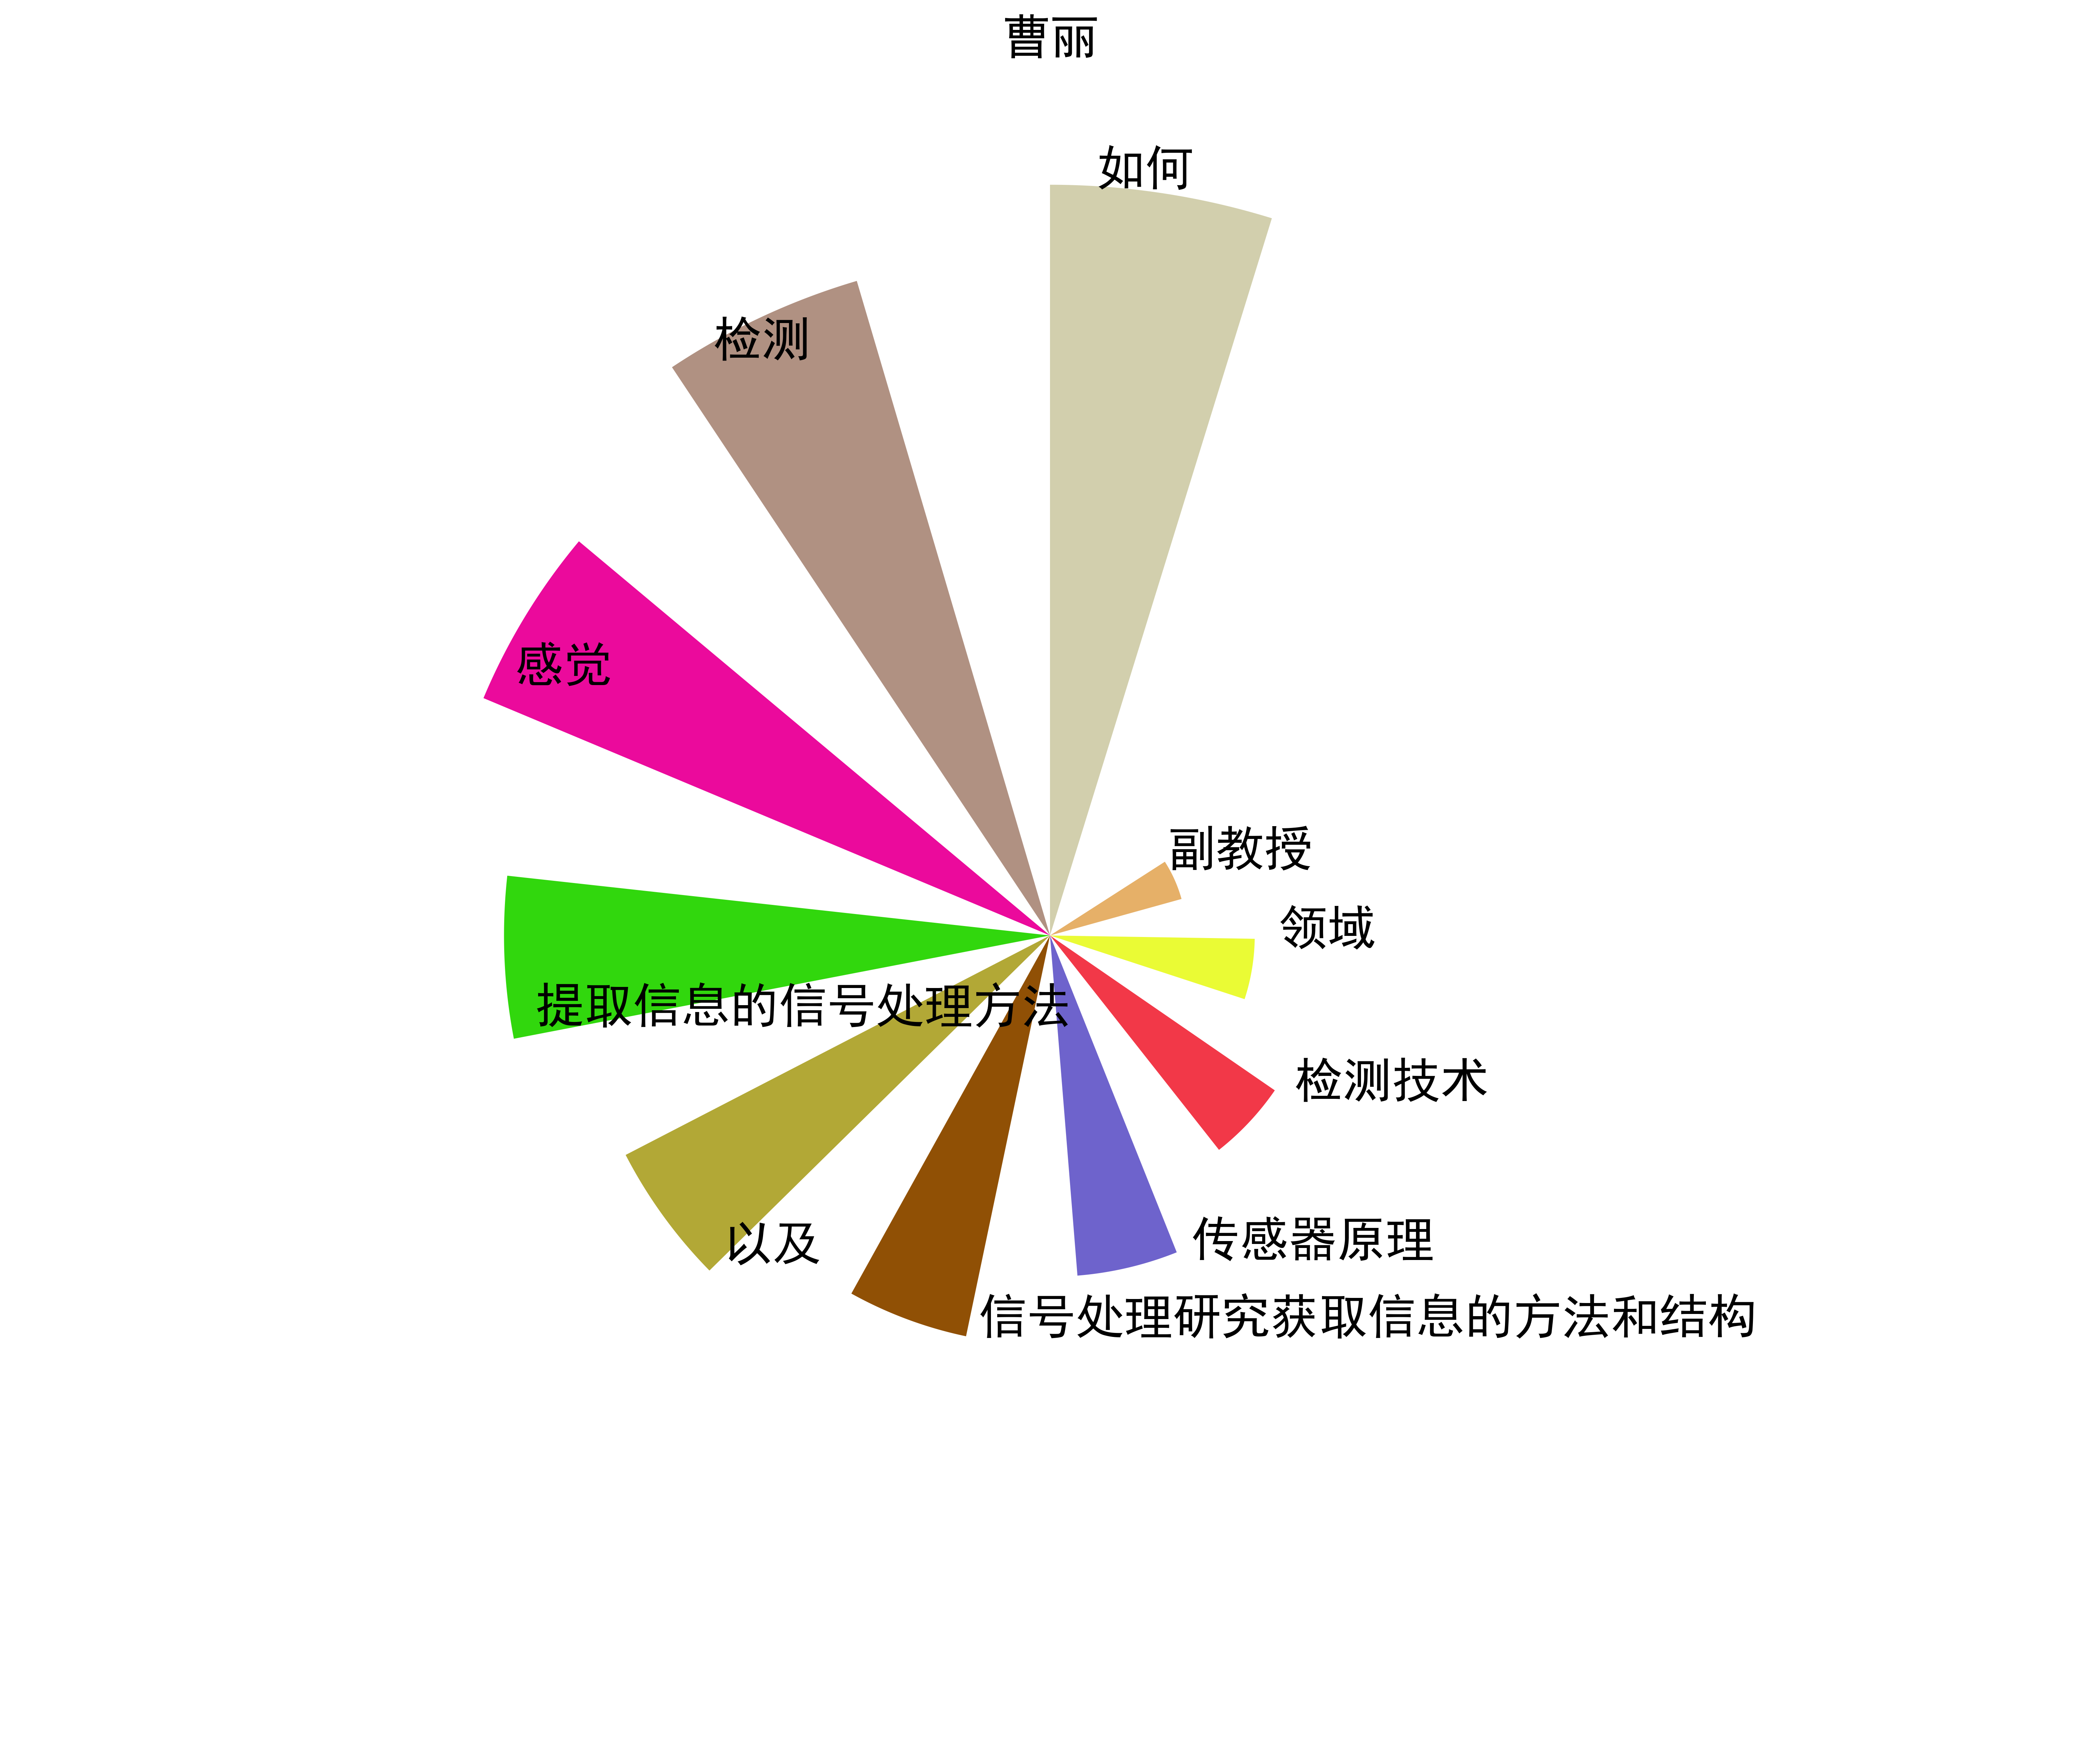 曹丽
如何
检测
感觉
副教授
领域
提取信息的信号处理方法
检测技术
传感器原理
以及
信号处理研究获取信息的方法和结构